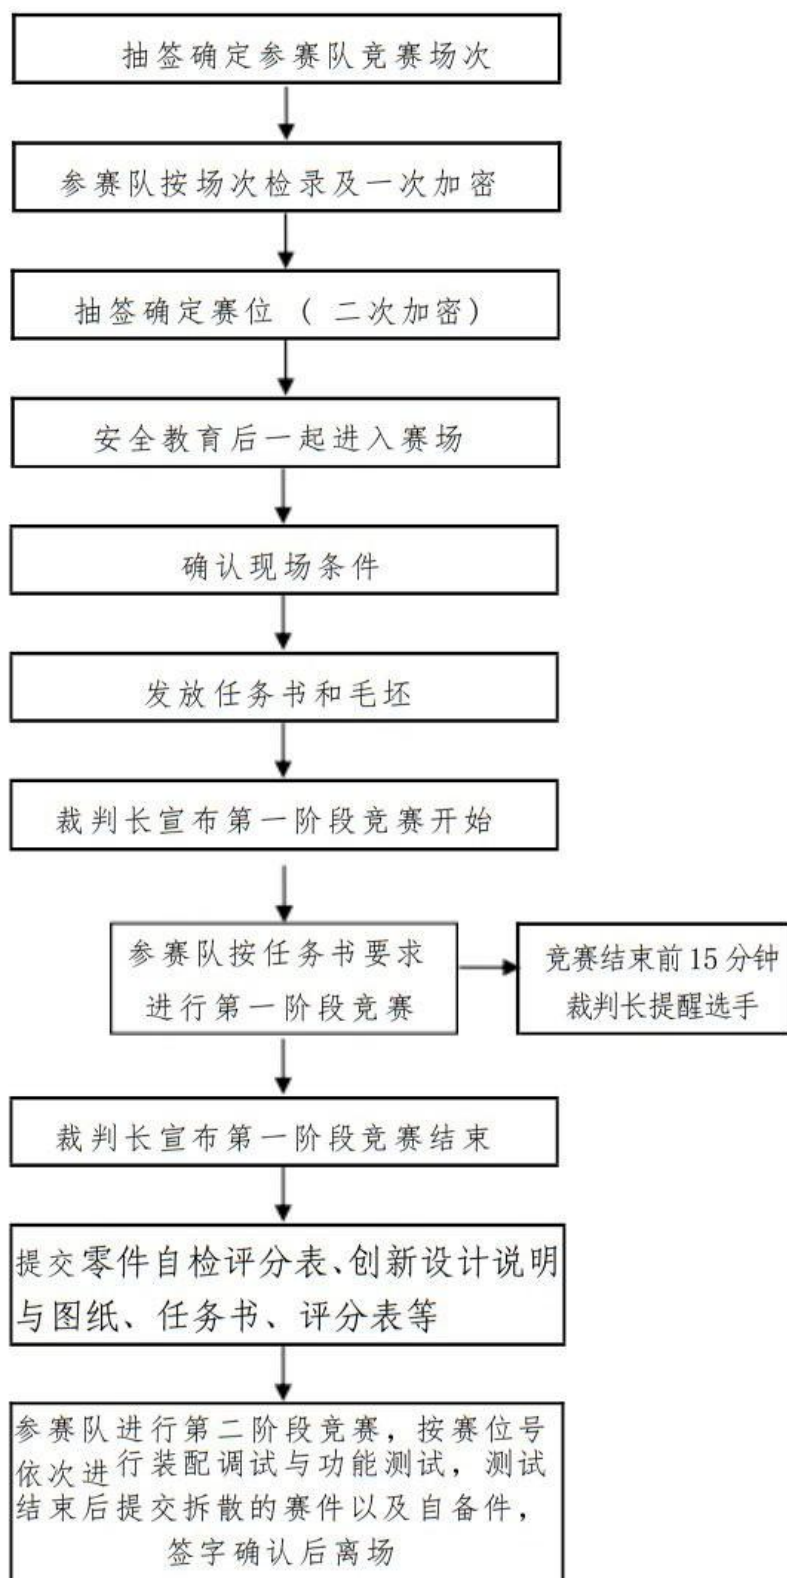 抽签确定参赛队竞赛场次
参赛队按场次检录及一次加密
抽签确定赛位 ( 二次加密)
安全教育后一起进入赛场
确认现场条件
发放任务书和毛坯
裁判长宣布第一阶段竞赛开始
参赛队按任务书要求
进行第一阶段竞赛
竞赛结束前15分钟
裁判长提醒选手
裁判长宣布第一阶段竞赛结束
提交零件自检评分表、创新设计说明
与图纸、任务书、评分表等
参赛队进行第二阶段竞赛，按赛位号
依次进行装配调试与功能测试，测试
结束后提交拆散的赛件以及自备件，
签字确认后离场